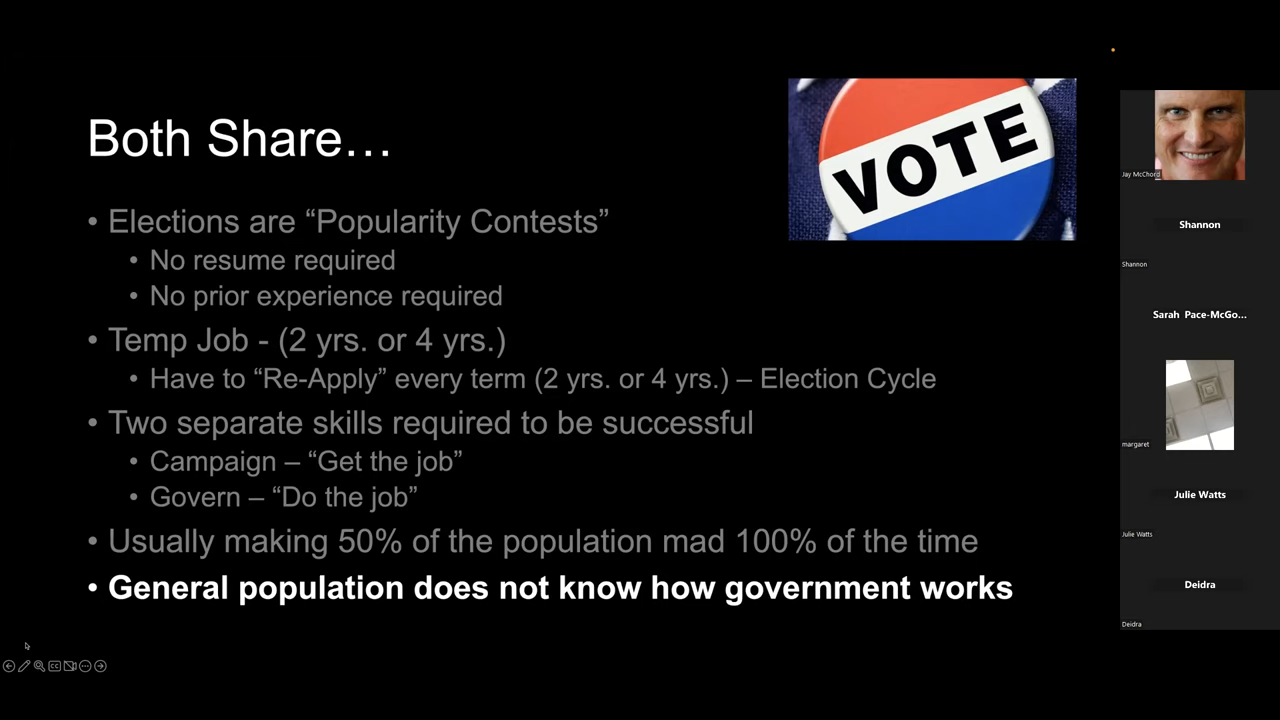 Both Share…
VOTE
• Elections are “Popularity Contests”
• No resume required
• No prior experience required
• Temp Job - (2 yrs. or 4 yrs.)
• Have to “Re-Apply” every term (2 yrs. or 4 yrs.) – Election Cycle
• Two separate skills required to be successful
• Campaign – “Get the job”
• Govern – “Do the job”
• Usually making 50% of the population mad 100% of the time
• General population does not know how government works
CC
Jay McChord
Shannon
Shannon
Sarah Pace-McGo...
margaret
Julie Watts
Julie Watts
Deidra
Deidra